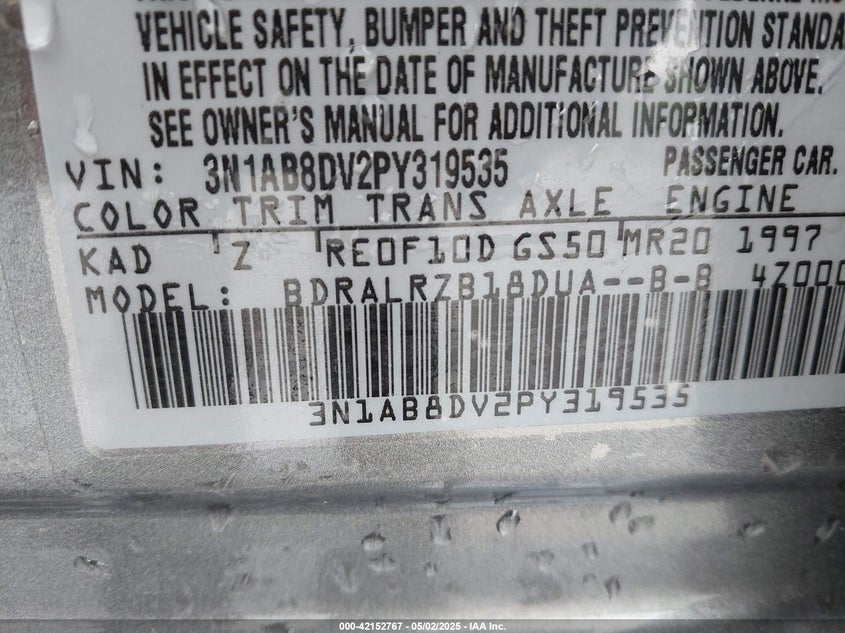 VEHICLE SAFETY, BUMPER AND THEFT PREVENTION STANDA
IN EFFECT ON THE DATE OF MANUFACTURE SHOWN ABOVE.
SEE OWNER'S MANUAL FOR ADDITIONAL INFORMATION.
VIN: 3N1AB8DV2PY319535 PASSENGER CAR.
COLOR TRIM TRANS AXLE ENGINE
KAD Z RE0F10D GS50 MR20 1997
MODEL: BDRALRZB18DUA--B-B 4Z000
3N1AB8DV2PY319535
000-42152767 - 05/02/2025 - IAA Inc.